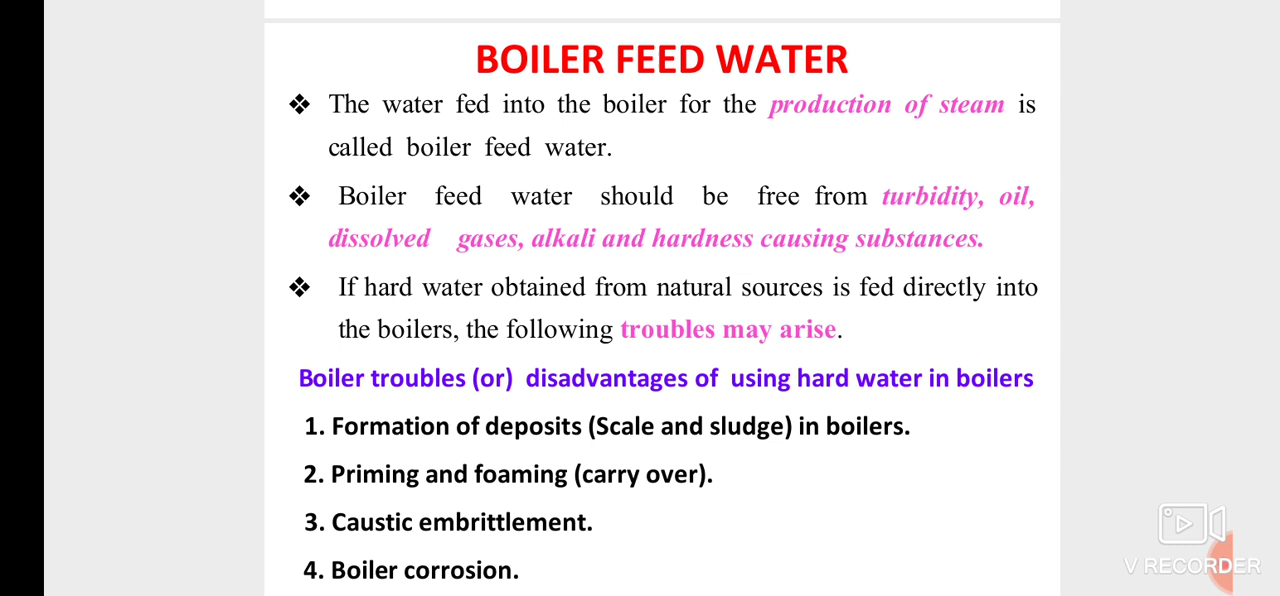 BOILER FEED WATER
❖ The water fed into the boiler for the production of steam is
called boiler feed water.
❖ Boiler feed water should be free from turbidity, oil,
dissolved gases, alkali and hardness causing substances.
❖ If hard water obtained from natural sources is fed directly into
the boilers, the following troubles may arise.
Boiler troubles (or) disadvantages of using hard water in boilers
1. Formation of deposits (Scale and sludge) in boilers.
2. Priming and foaming (carry over).
3. Caustic embrittlement.
4. Boiler corrosion.
V RECORDER